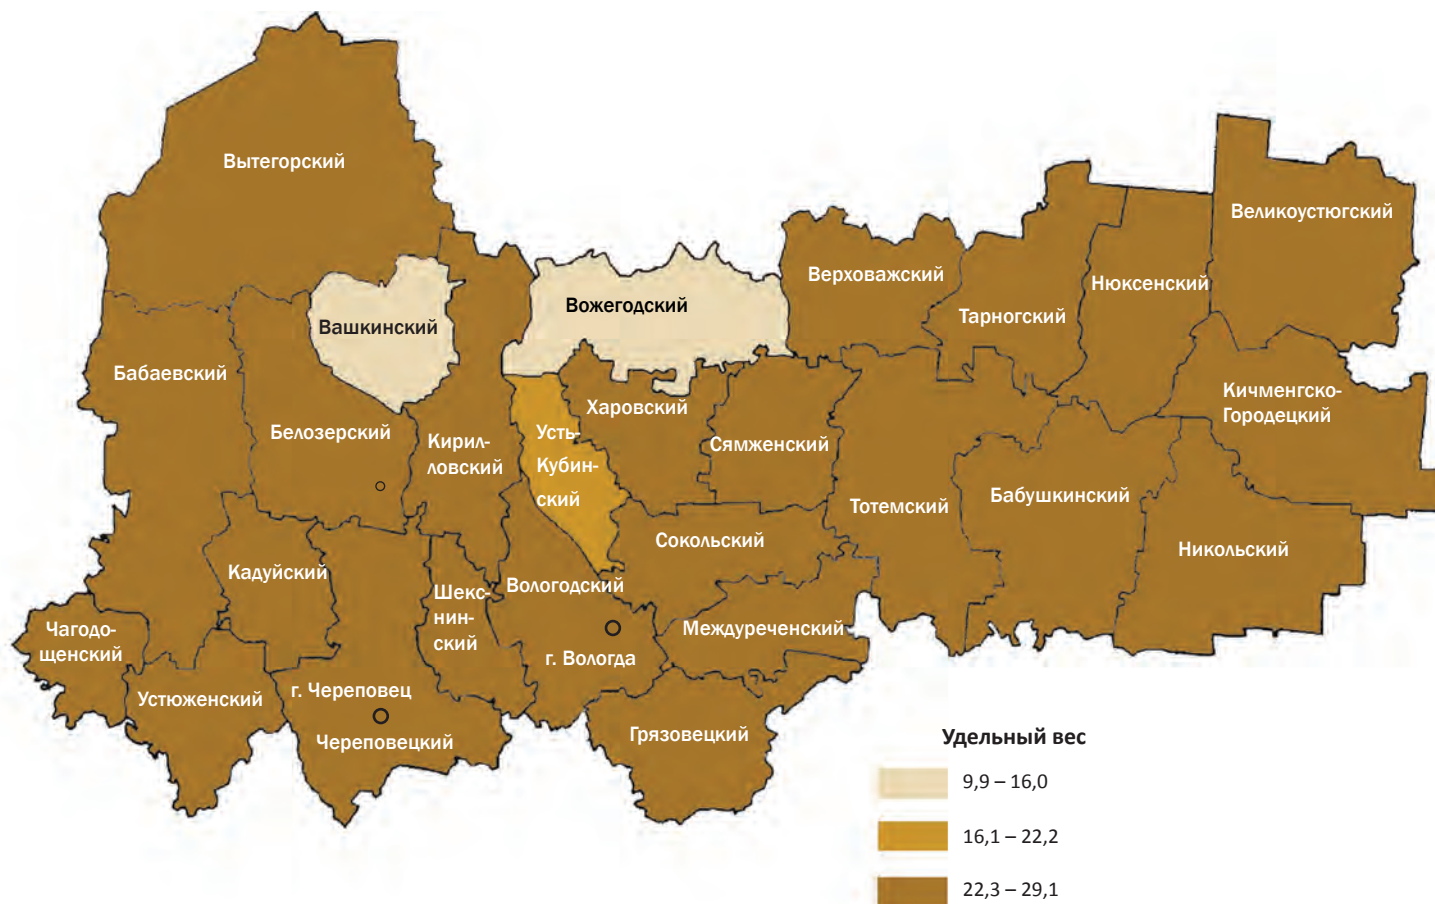 Вытегорский
Великоустюгский
Верховажский
Нюксенский
Вожегодский
Тарногский
Вашкинский
Бабаевский
Кичменгско-
Городецкий
Харовский
Белозерский
Кирил-
ловский
Усть-
Кубин-
ский
Сямженский
Тотемский
Бабушкинский
Сокольский
Никольский
Кадуйский
Шекс-
нин-
ский
Вологодский
Чагодо-
щенский
Междуреченский
г. Вологда
Устюженский
г. Череповец
Череповецкий
Грязовецкий
Удельный вес
9,9 – 16,0
16,1 – 22,2
22,3 – 29,1